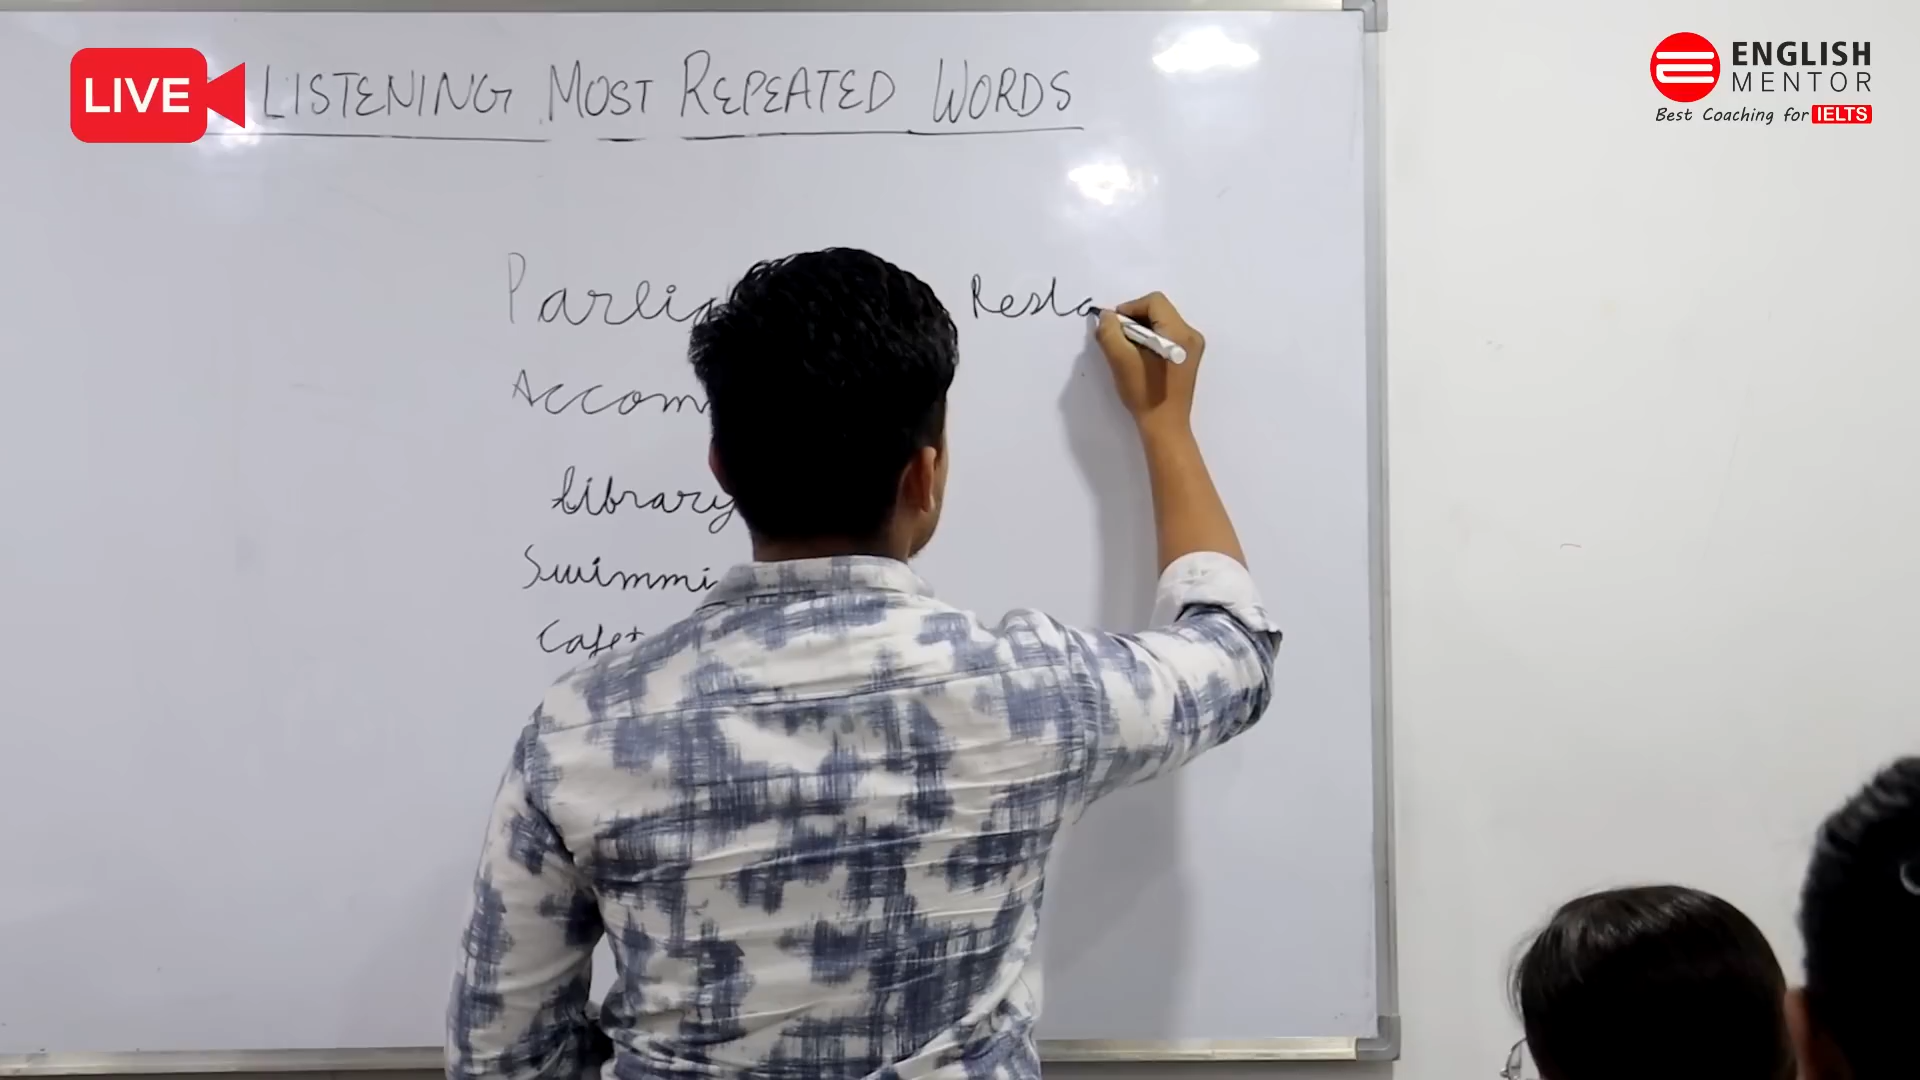 LIVE
LISTENING MOST REPEATED WORDS
ENGLISH
MENTOR
Best Coaching for IELTS
Parlia
Resta
Accom
library
Swimmi
Cafet